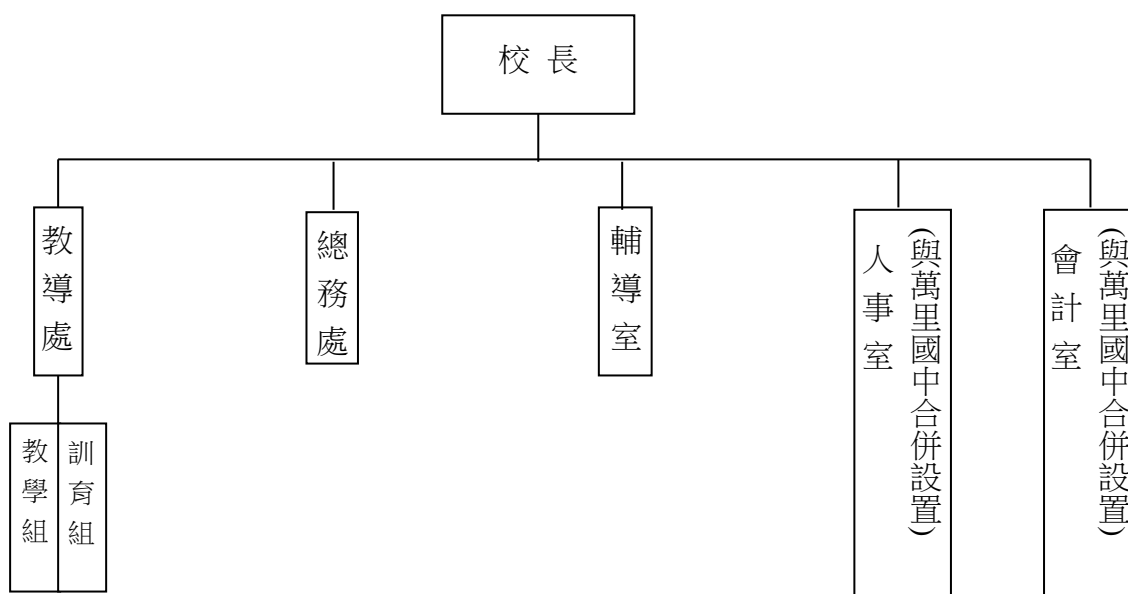 校長
教導處
總務處
輔導室
人事室
(與萬里國中合併設置)
會計室
(與萬里國中合併設置)
教學組
訓育組